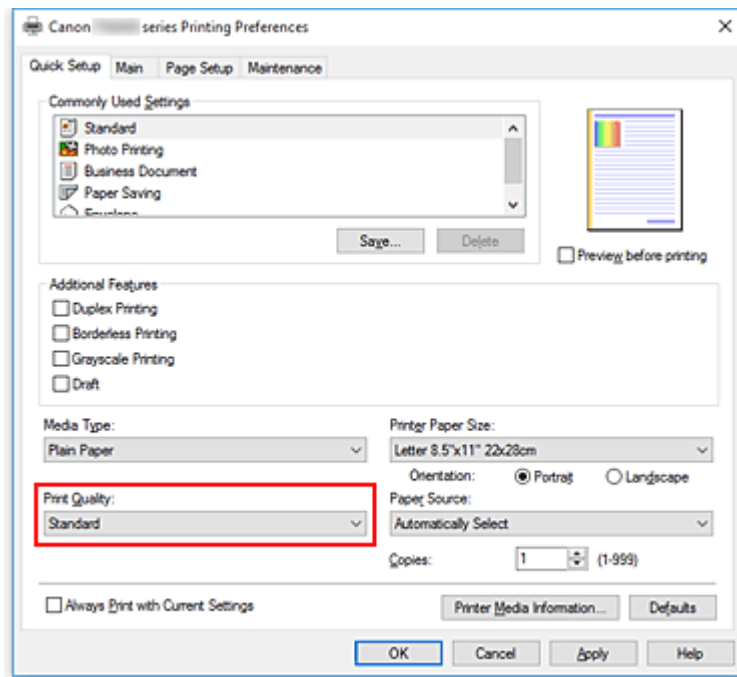 Canon series Printing Preferences
Quick Setup Main Page Setup Maintenance
Commonly Used Settings
Standard
Photo Printing
Business Document
Paper Saving
Envelope
Save... Delete
Preview before printing
Additional Features
Duplex Printing
Borderless Printing
Grayscale Printing
Draft
Media Type:
Plain Paper
Printer Paper Size:
Letter 8.5"x11" 22x28cm
Orientation: Portrait Landscape
Print Quality:
Standard
Paper Source:
Automatically Select
Copies: 1 (1-999)
Always Print with Current Settings
Printer Media Information... Defaults
OK Cancel Apply Help